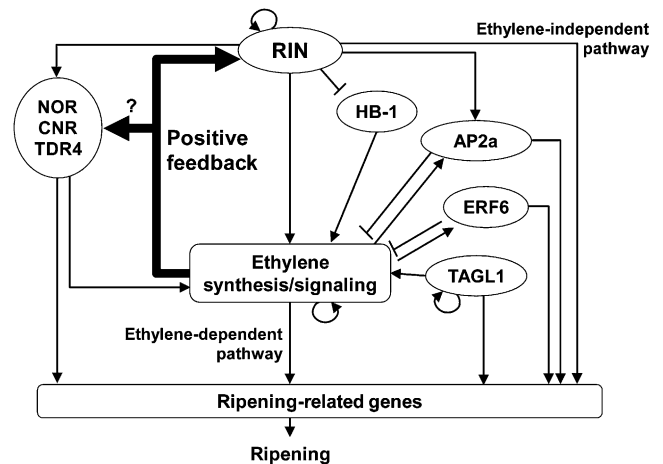 RIN
Ethylene-independent
pathway
NOR
CNR
TDR4
?
Positive
feedback
HB-1
AP2a
ERF6
Ethylene
synthesis/signaling
TAGL1
Ethylene-dependent
pathway
Ripening-related genes
Ripening